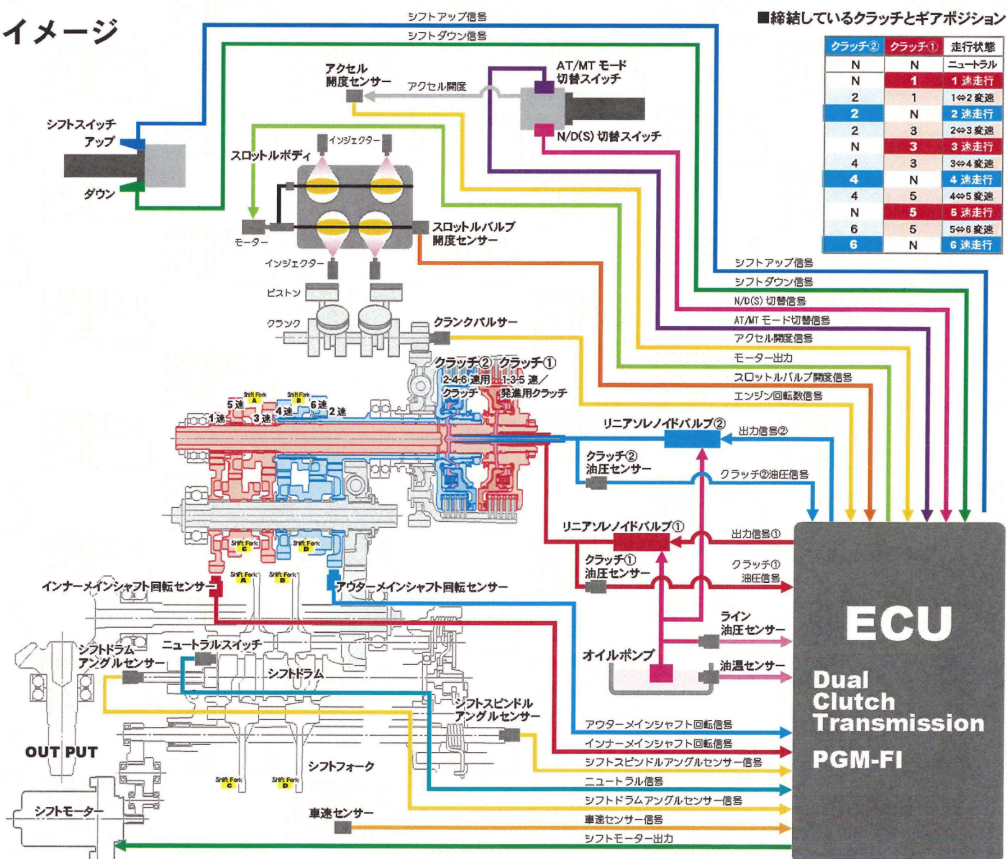 イメージ
シフトアップ信号
シフトダウン信号
■締結しているクラッチとギアポジション
クラッチ② クラッチ① 走行状態
N N ニュートラル
N 1 1速走行
2 1 1⇔2変速
2 N 2速走行
2 3 2⇔3変速
N 3 3速走行
4 3 3⇔4変速
4 N 4速走行
4 5 4⇔5変速
N 5 5速走行
6 5 5⇔6変速
6 N 6速走行
アクセル
開度センサー
アクセル開度
AT/MTモード
切替スイッチ
N/D(S)切替スイッチ
シフトスイッチ
アップ
ダウン
スロットルボディ
インジェクター
モーター
スロットルバルブ
開度センサー
インジェクター
ピストン
クランク
クランクパルサー
シフトアップ信号
シフトダウン信号
N/D(S)切替信号
AT/MTモード切替信号
アクセル開度信号
モーター出力
スロットルバルブ開度信号
エンジン回転数信号
クラッチ②
2-4-6速用
クラッチ
クラッチ①
1-3-5速/
発進用クラッチ
1速
5速
Shift Fork
A
3速
4速
Shift Fork
B
6速
2速
リニアソレノイドバルブ②
出力信号②
クラッチ②
油圧センサー
クラッチ②油圧信号
リニアソレノイドバルブ①
出力信号①
クラッチ①
油圧センサー
クラッチ①
油圧信号
Shift Fork
C
Shift Fork
D
インナーメインシャフト回転センサー
Shift Fork
A
Shift Fork
B
アウターメインシャフト回転センサー
ライン
油圧センサー
オイルポンプ
油温センサー
ECU
Dual
Clutch
Transmission
PGM-FI
シフトドラム
アングルセンサー
ニュートラルスイッチ
シフトドラム
シフトスピンドル
アングルセンサー
OUT PUT
シフトフォーク
Shift Fork
C
Shift Fork
D
シフトモーター
車速センサー
アウターメインシャフト回転信号
インナーメインシャフト回転信号
シフトスピンドルアングルセンサー信号
ニュートラル信号
シフトドラムアングルセンサー信号
車速センサー信号
シフトモーター出力